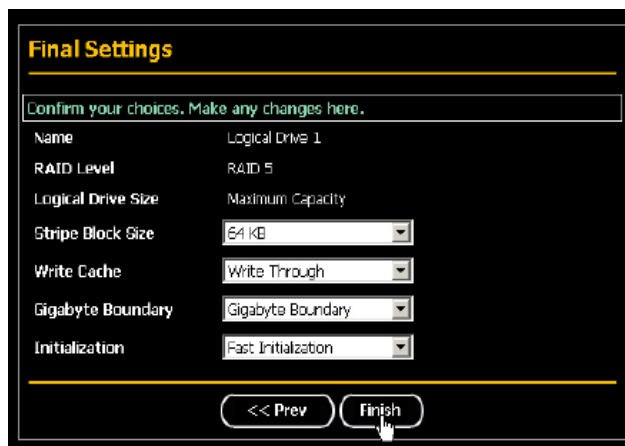 Final Settings
Confirm your choices. Make any changes here.
Name Logical Drive 1
RAID Level RAID 5
Logical Drive Size Maximum Capacity
Stripe Block Size 64 KB
Write Cache Write Through
Gigabyte Boundary Gigabyte Boundary
Initialization Fast Initialization
<< Prev Finish